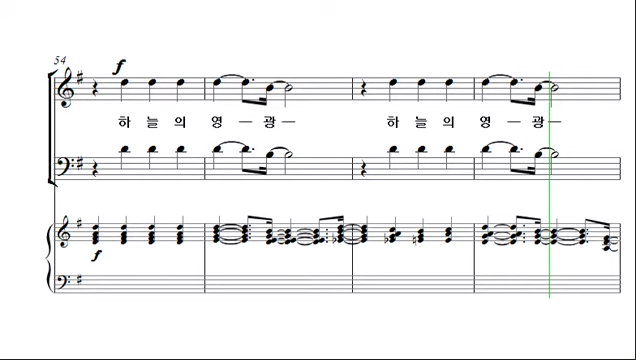 54
f
하 늘 의 영 — 광 — 하 늘 의 영 — 광 —
f